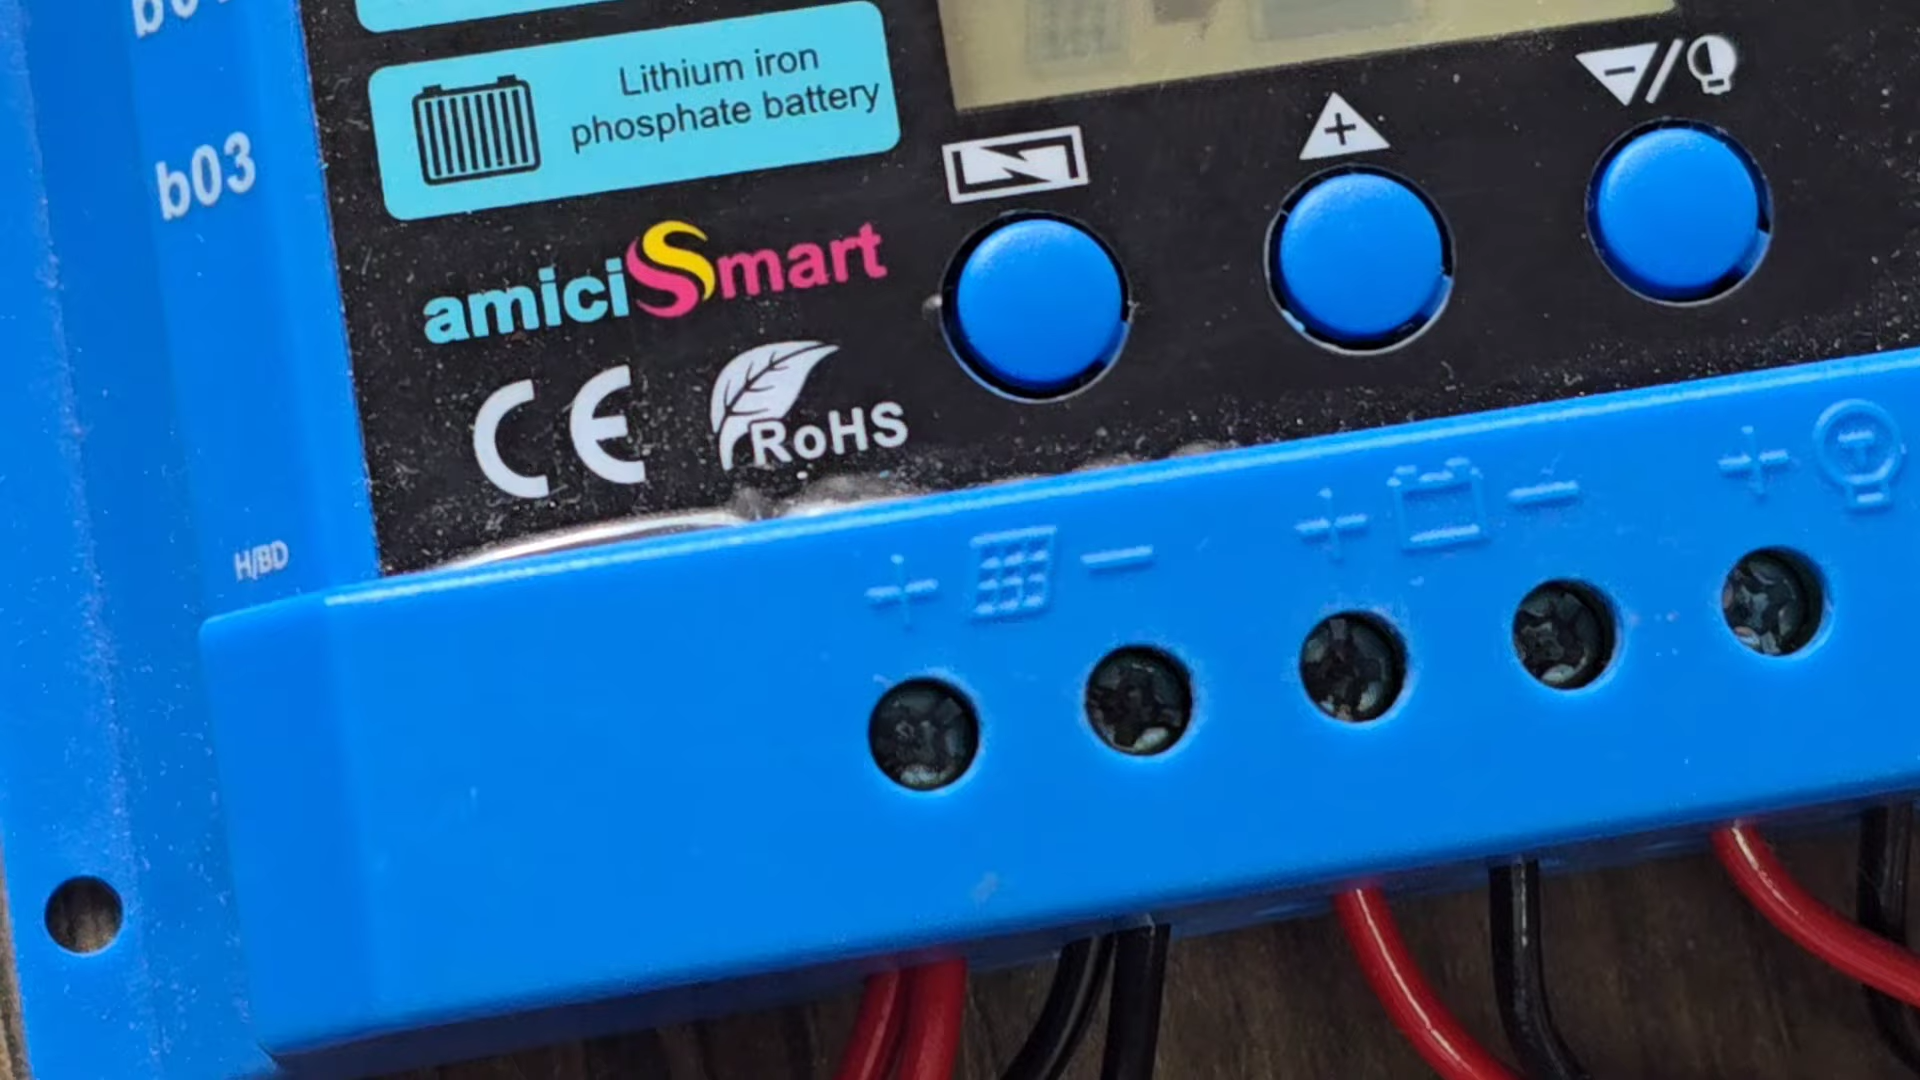 Lithium iron
phosphate battery
b03
amiciSmart
CE
RoHS
H/BD